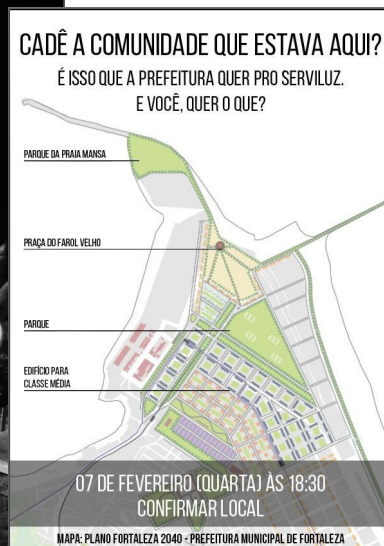 CADÊ A COMUNIDADE QUE ESTAVA AQUI?
É ISSO QUE A PREFEITURA QUER PRO SERVILUZ.
E VOCÊ, QUER O QUE?
PARQUE DA PRAIA MANSA
PRAÇA DO FAROL VELHO
PARQUE
EDIFÍCIO PARA
CLASSE MÉDIA
07 DE FEVEREIRO (QUARTA) ÀS 18:30
CONFIRMAR LOCAL
MAPA: PLANO FORTALEZA 2040 - PREFEITURA MUNICIPAL DE FORTALEZA